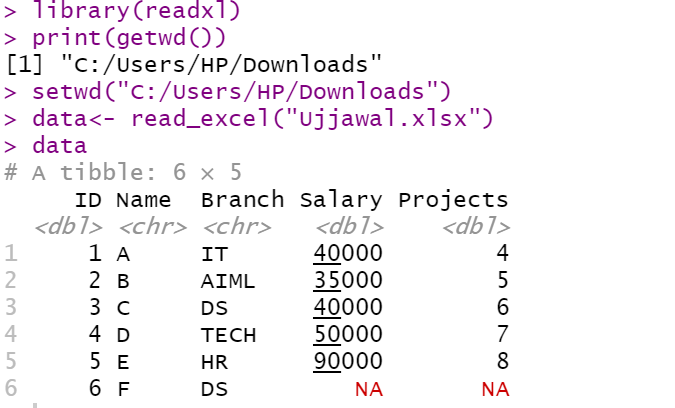 > library(readxl)
> print(getwd())
[1] "C:/Users/HP/Downloads"
> setwd("C:/Users/HP/Downloads")
> data<- read_excel("Ujjawal.xlsx")
> data
# A tibble: 6 × 5
ID Name Branch Salary Projects
<dbl> <chr> <chr> <dbl> <dbl>
1 1 A IT 40000 4
2 2 B AIML 35000 5
3 3 C DS 40000 6
4 4 D TECH 50000 7
5 5 E HR 90000 8
6 6 F DS NA NA